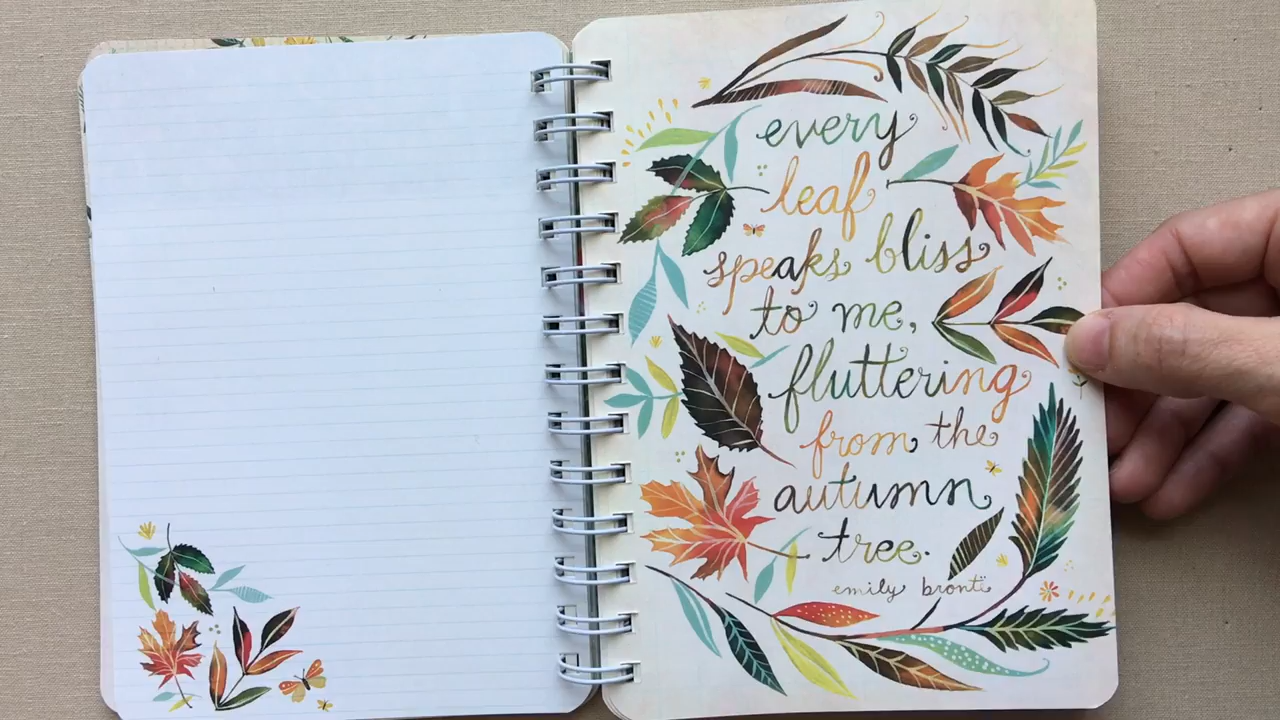 every
leaf
speaks bliss
to me,
fluttering
from the
autumn
tree.
emily brontë